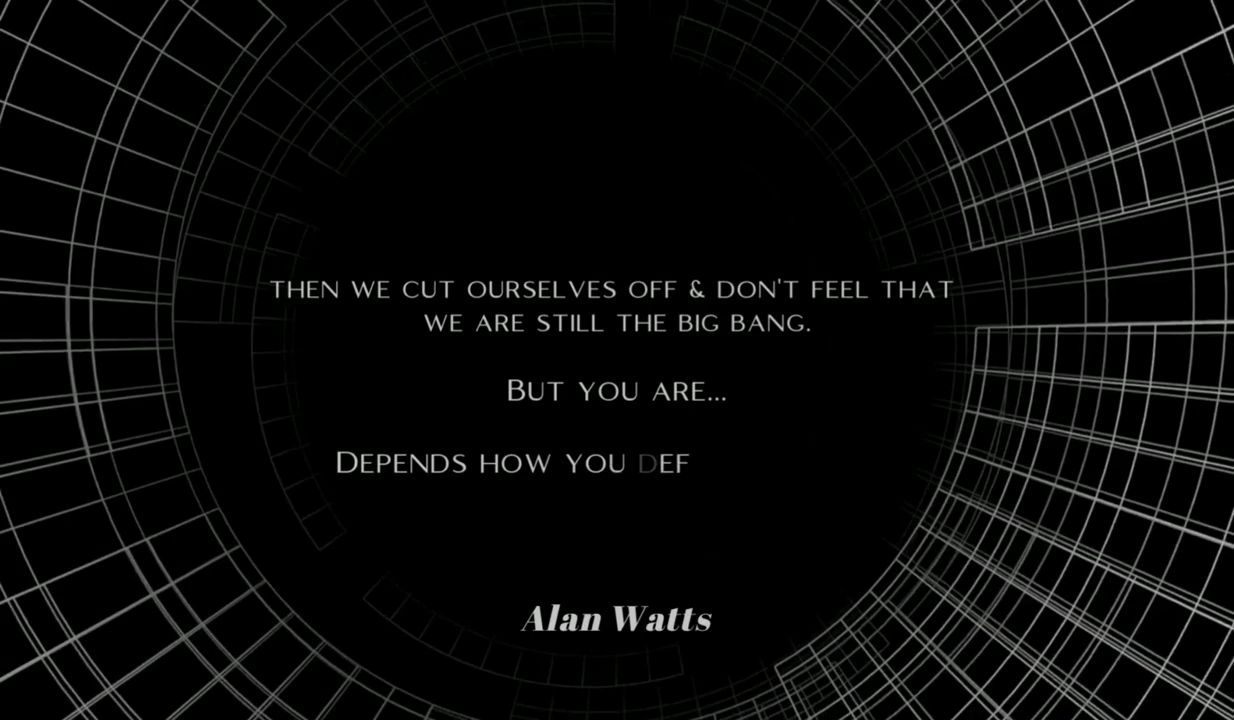 THEN WE CUT OURSELVES OFF & DON'T FEEL THAT
WE ARE STILL THE BIG BANG.
BUT YOU ARE...
DEPENDS HOW YOU DEF
Alan Watts